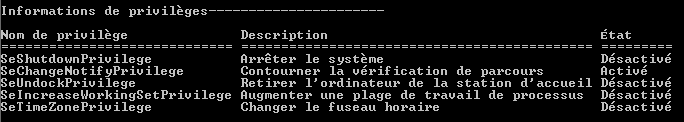 Informations de privilèges----------------------
Nom de privilège Description État
============================= ============================================ =========
SeShutdownPrivilege Arrêter le système Désactivé
SeChangeNotifyPrivilege Contourner la vérification de parcours Activé
SeUndockPrivilege Retirer l'ordinateur de la station d'accueil Désactivé
SeIncreaseWorkingSetPrivilege Augmenter une plage de travail de processus Désactivé
SeTimeZonePrivilege Changer le fuseau horaire Désactivé